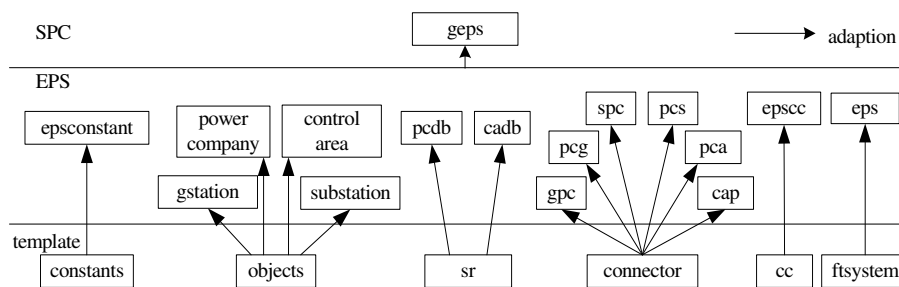 SPC
geps
adaption
EPS
epsconstant
power
company
control
area
gstation
substation
pcdb
cadb
spc
pcs
pcg
pca
gpc
cap
epscc
eps
template
constants
objects
sr
connector
cc
ftsystem